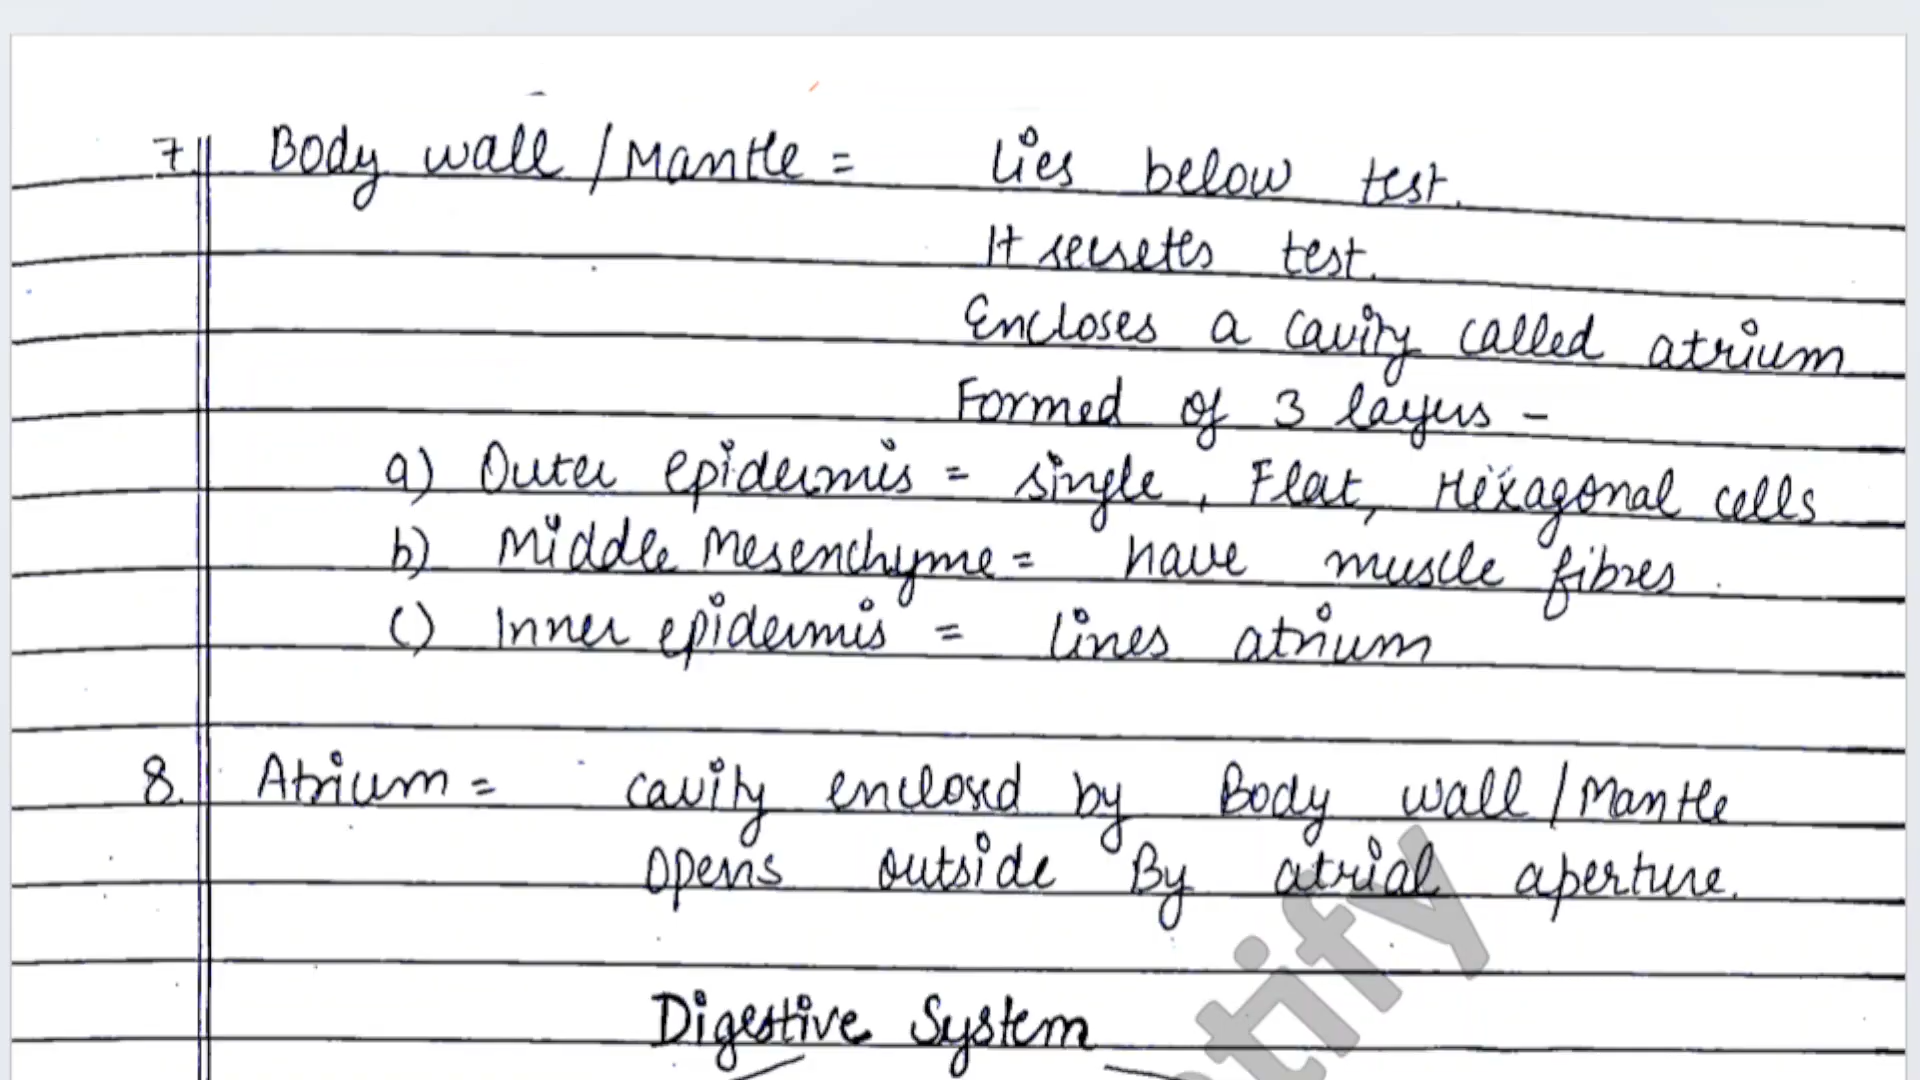 7. Body wall / Mantle = Lies below test.
It secsetes test.
Encloses a cavity called atrium
Formed of 3 layers -
a) Outer epidermis = single, Flat, Hexagonal cells
b) Middle Mesenchyme = have muscle fibres
c) Inner epidermis = lines atrium
8. Atrium = cavity enclosed by Body wall / Mantle
Opens outside By atrial aperture.
tify
Digestive System